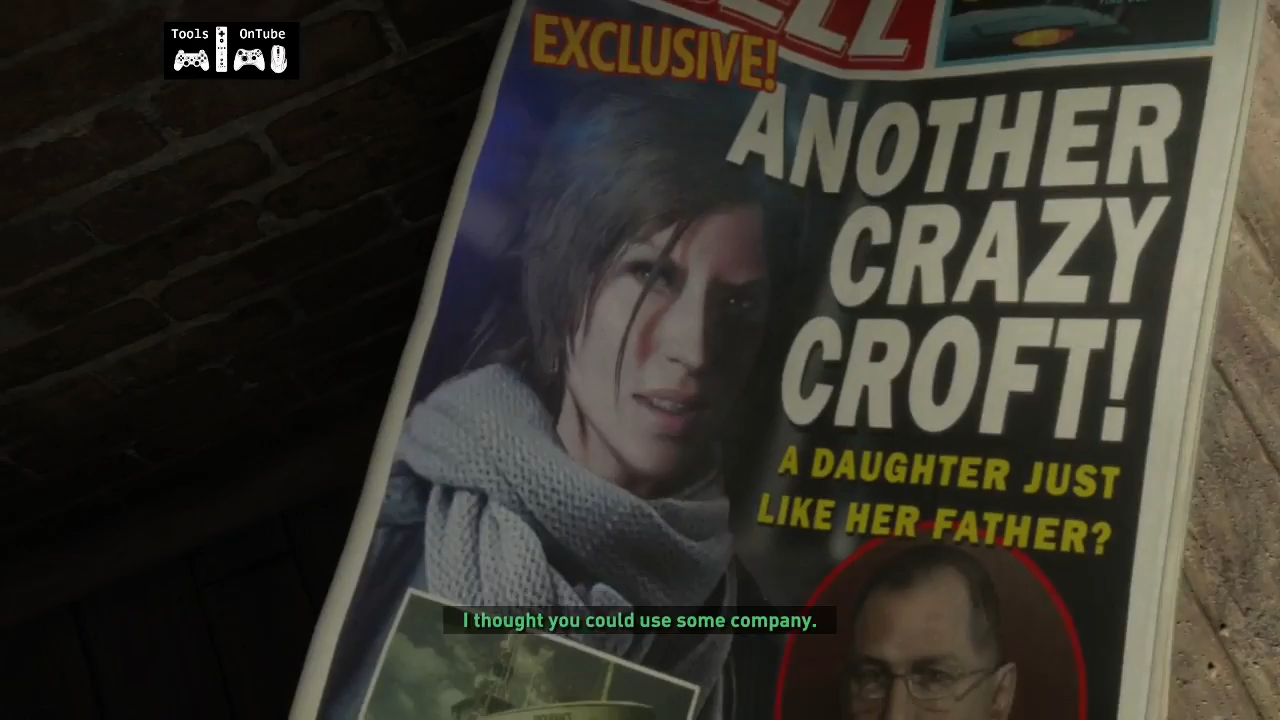 Tools OnTube
EXCLUSIVE!
ANOTHER
CRAZY
CROFT!
A DAUGHTER JUST
LIKE HER FATHER?
I thought you could use some company.